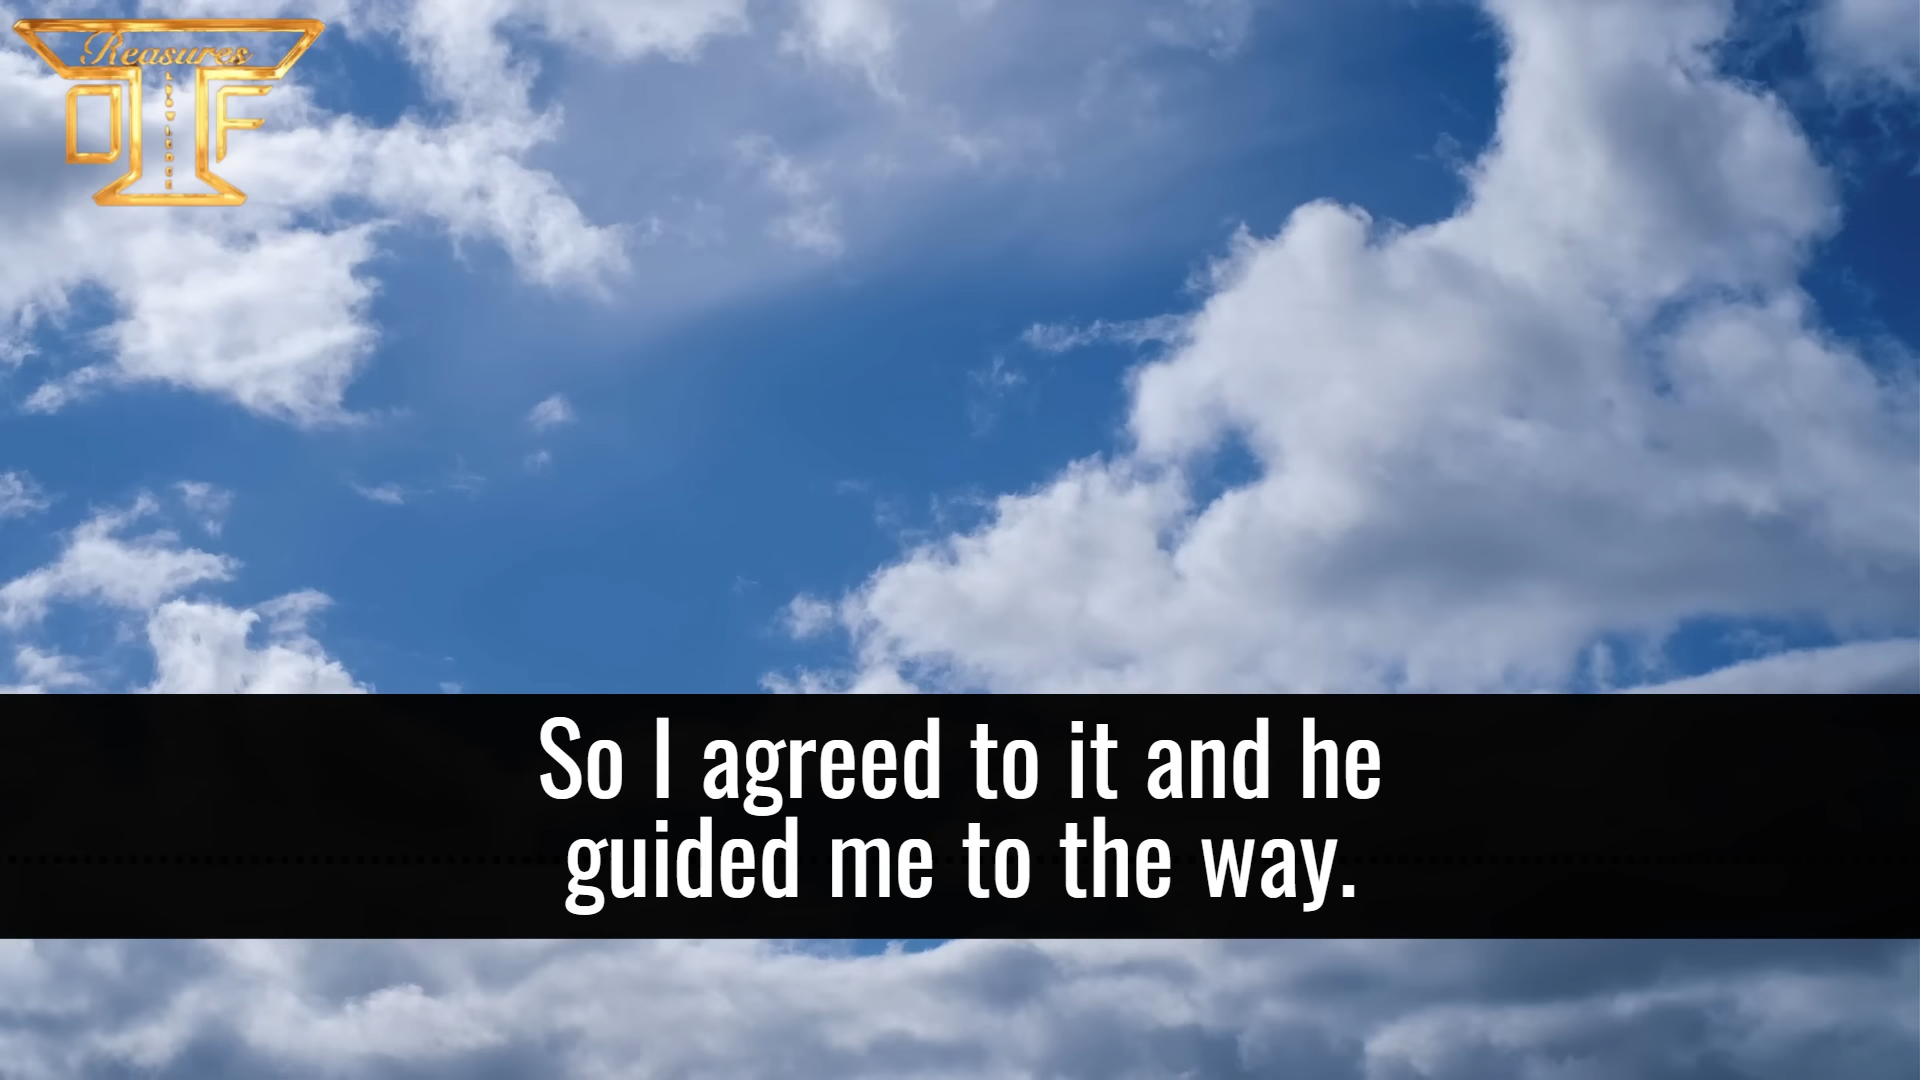 Reasures
O F
So I agreed to it and he
guided me to the way.